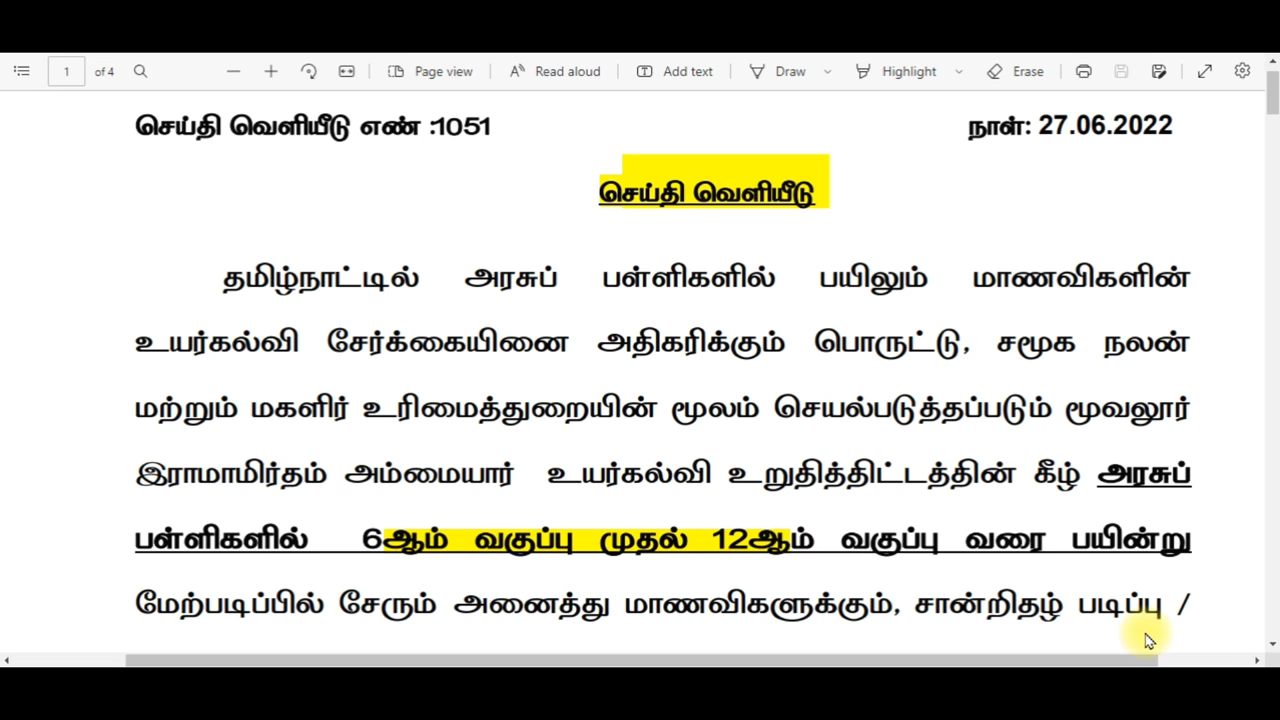 1 of 4 Page view Read aloud Add text Draw Highlight Erase
செய்தி வெளியீடு எண் :1051 நாள்: 27.06.2022
செய்தி வெளியீடு
தமிழ்நாட்டில் அரசுப் பள்ளிகளில் பயிலும் மாணவிகளின்
உயர்கல்வி சேர்க்கையினை அதிகரிக்கும் பொருட்டு, சமூக நலன்
மற்றும் மகளிர் உரிமைத்துறையின் மூலம் செயல்படுத்தப்படும் மூவலூர்
இராமாமிர்தம் அம்மையார் உயர்கல்வி உறுதித்திட்டத்தின் கீழ் அரசுப்
பள்ளிகளில் 6ஆம் வகுப்பு முதல் 12ஆம் வகுப்பு வரை பயின்று
மேற்படிப்பில் சேரும் அனைத்து மாணவிகளுக்கும், சான்றிதழ் படிப்பு /